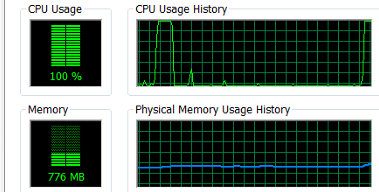 CPU Usage
CPU Usage History
100 %
Memory
Physical Memory Usage History
776 MB